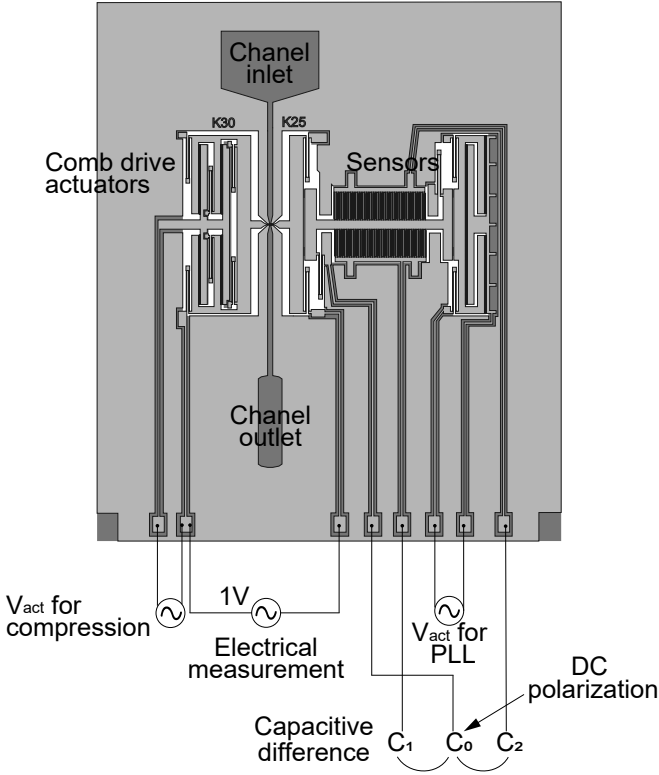 Chanel
inlet
K30
K25
Comb drive
actuators
Sensors
Chanel
outlet
Vact for
compression
1V
Electrical
measurement
Vact for
PLL
DC
polarization
Capacitive
difference
C1
C0
C2